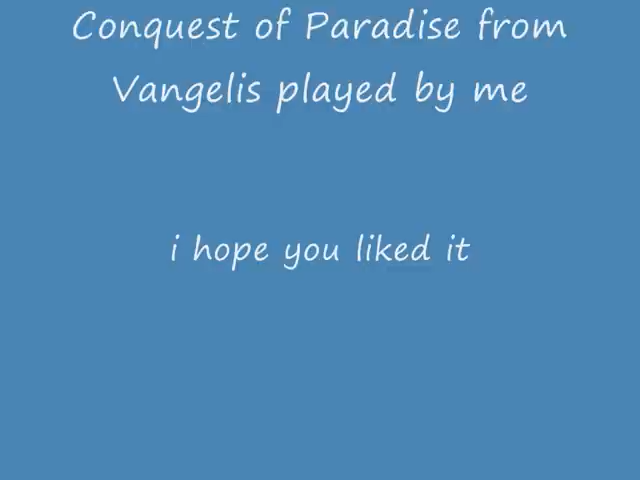 Conquest of Paradise from
Vangelis played by me
i hope you liked it